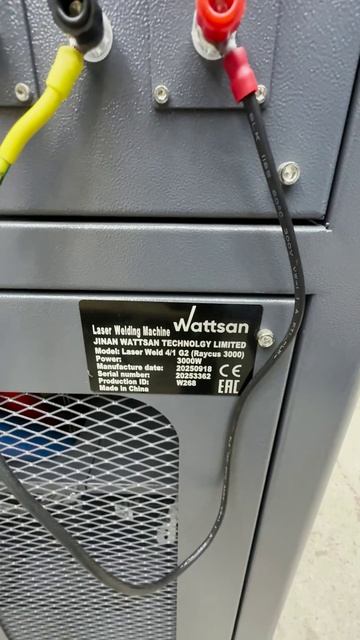 Laser Welding Machine Wattsan
JINAN WATTSAN TECHNOLGY LIMITED
Model: Laser Weld 4/1 G2 (Raycus 3000)
Power: 3000W
Manufacture date: 20250918
Serial number: 20253362
Production ID: W268
Made in China
CE
EAC